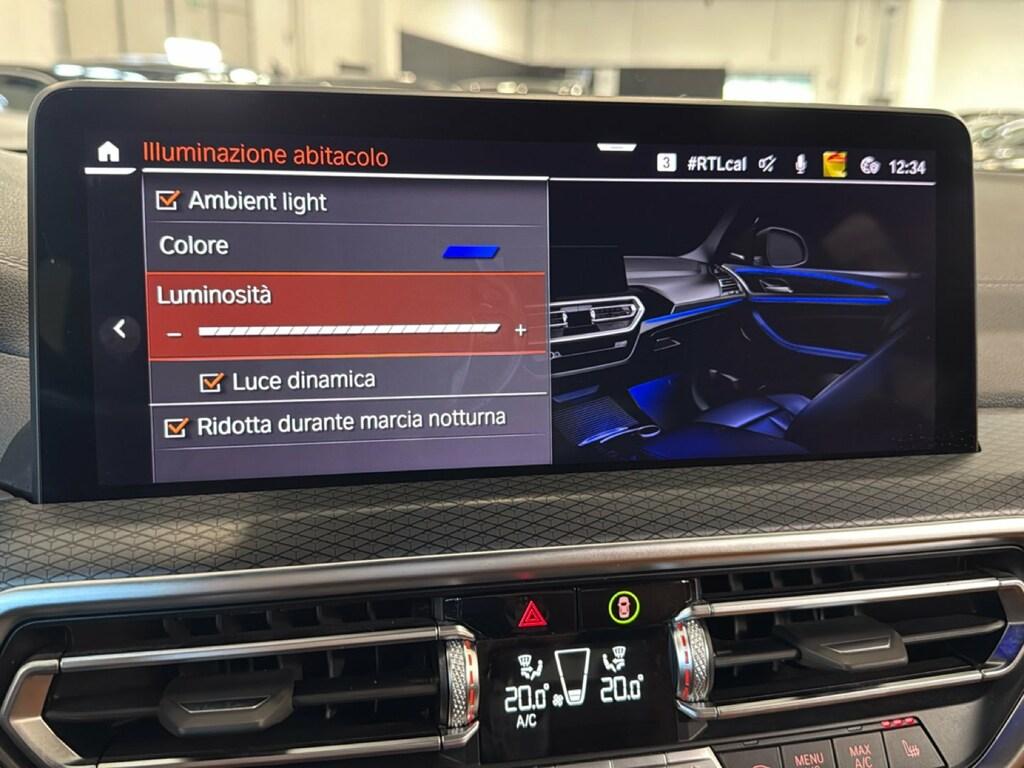 Illuminazione abitacolo
3 #RTLcal 12:34
Ambient light
Colore
Luminosità
– +
Luce dinamica
Ridotta durante marcia notturna
20.0° 20.0°
A/C
MENU
MAX
A/C